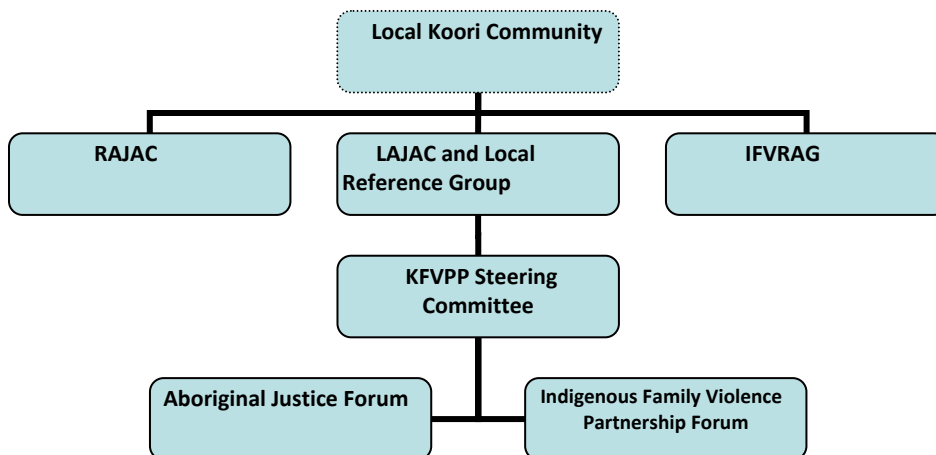 Local Koori Community
RAJAC
LAJAC and Local
Reference Group
IFVRAG
KFVPP Steering
Committee
Aboriginal Justice Forum
Indigenous Family Violence
Partnership Forum